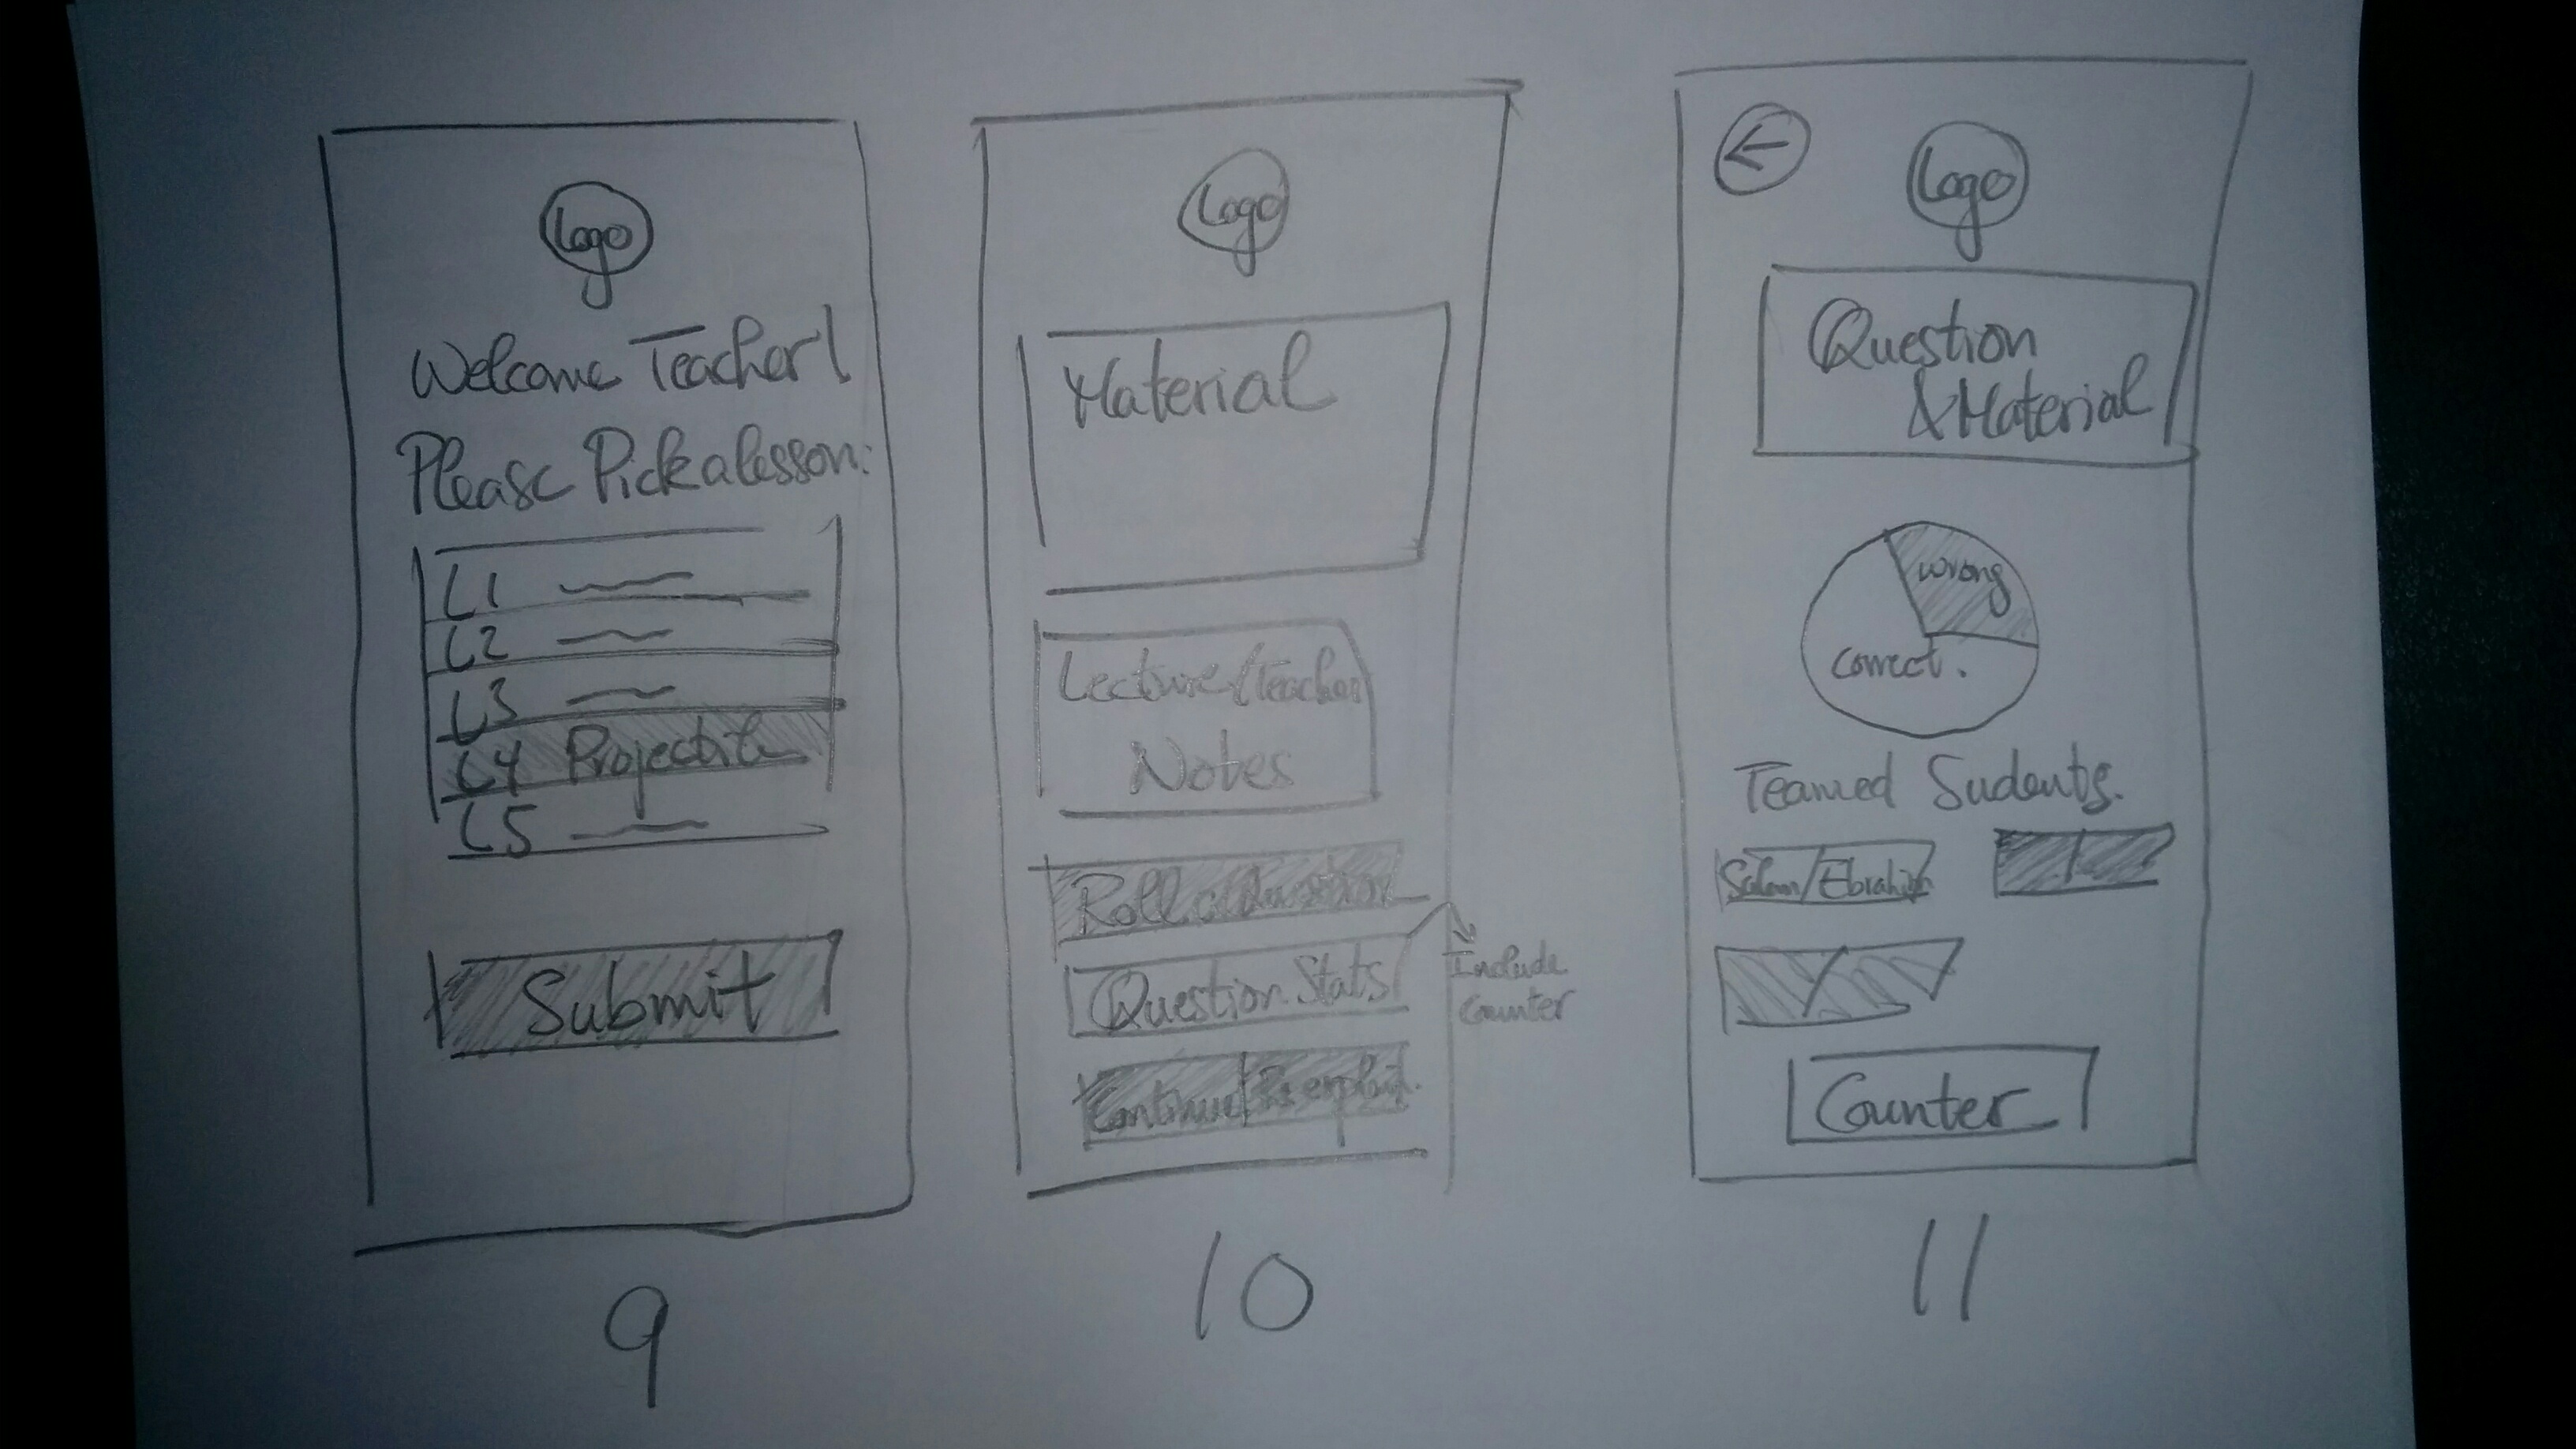 Logo
Welcome Teacher!
Please Pick a lesson:
L1
L2
L3
L4 Projectile
L5
Submit
9
Logo
Material
Lecture/Teacher
Notes
Roll a Question
Question Stats
Include
Counter
Continue/Re explain.
10
Logo
Question
& Material
wrong
correct.
Teamed Sudents.
Salem/Ebrahim
Counter
11